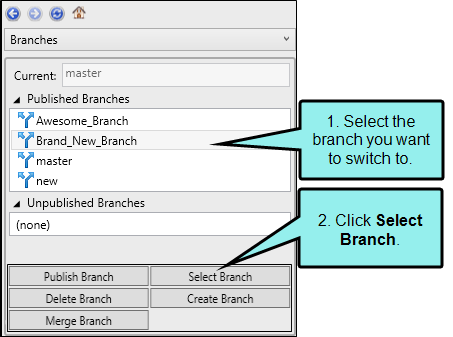 Branches
Current: master
Published Branches
Awesome_Branch
Brand_New_Branch
master
new
Unpublished Branches
(none)
Publish Branch
Select Branch
Delete Branch
Create Branch
Merge Branch
1. Select the
branch you want
to switch to.
2. Click Select
Branch.